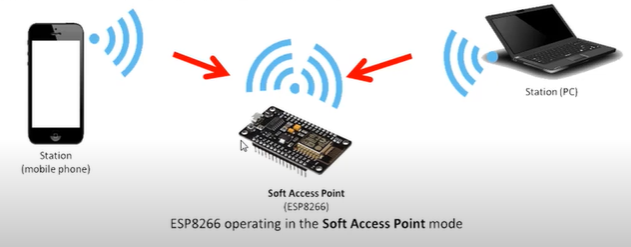 Station
(mobile phone)
Station (PC)
Soft Access Point
(ESP8266)
ESP8266 operating in the Soft Access Point mode